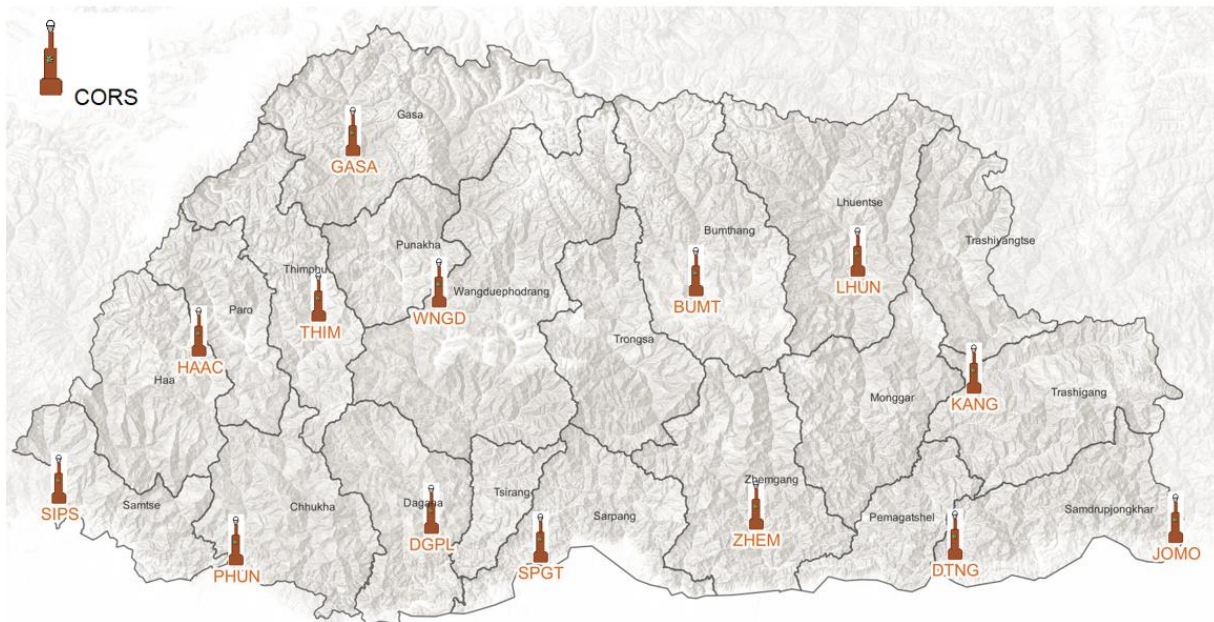 CORS
Gasa
GASA
Lhuentse
Punakha
Bumthang
Trashiyangtse
Thimphu
Wangduephodrang
LHUN
BUMT
Paro
WNGD
THIM
Trongsa
HAAC
Haa
Trashigang
Monggar
KANG
Zhemgang
Tsirang
Dagana
Samtse
Chhukha
Samdrupjongkhar
SIPS
Sarpang
Pemagatshel
ZHEM
DGPL
JOMO
DTNG
PHUN
SPGT